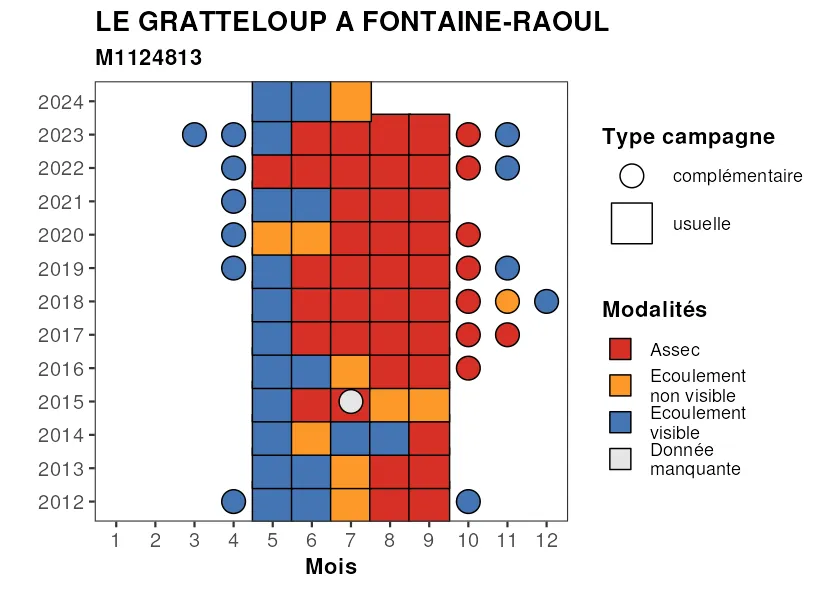 LE GRATTELOUP A FONTAINE-RAOUL
M1124813
2024
2023
2022
2021
2020
2019
2018
2017
2016
2015
2014
2013
2012
1 2 3 4 5 6 7 8 9 10 11 12
Mois
Type campagne
complémentaire
usuelle
Modalités
Assec
Ecoulement
non visible
Ecoulement
visible
Donnée
manquante